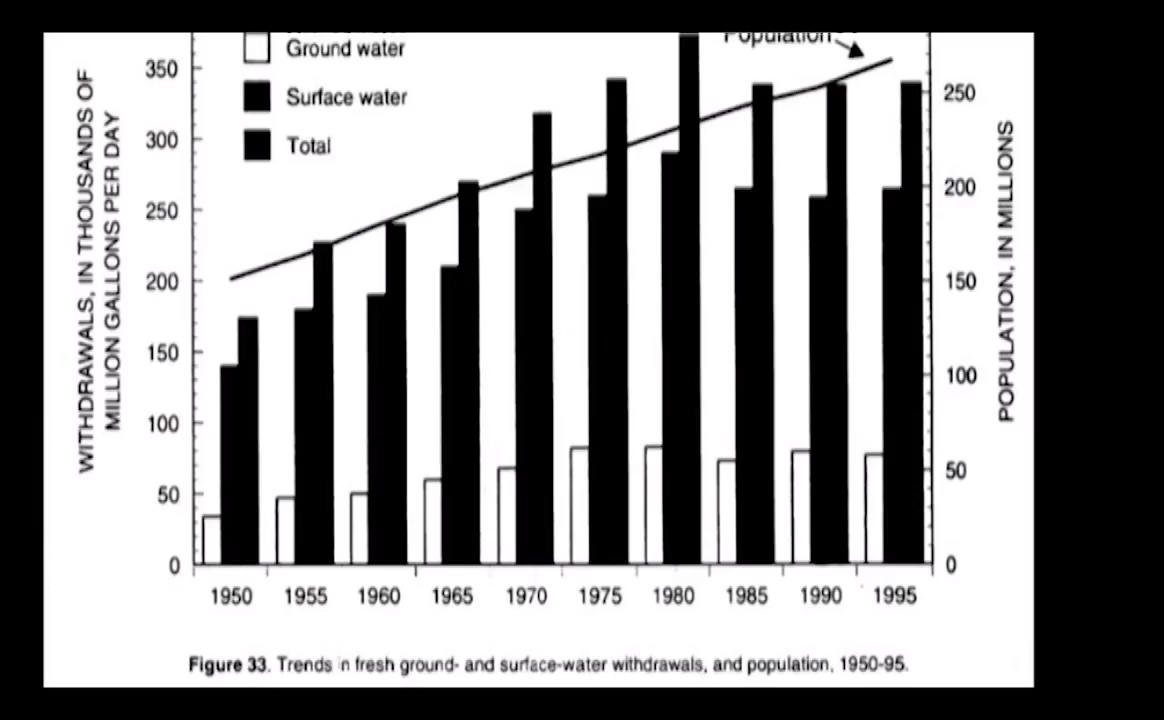 Population
Ground water
Surface water
Total
WITHDRAWALS, IN THOUSANDS OF
MILLION GALLONS PER DAY
350
300
250
200
150
100
50
0
250
200
150
100
50
0
POPULATION, IN MILLIONS
1950 1955 1960 1965 1970 1975 1980 1985 1990 1995
Figure 33. Trends in fresh ground- and surface-water withdrawals, and population, 1950-95.